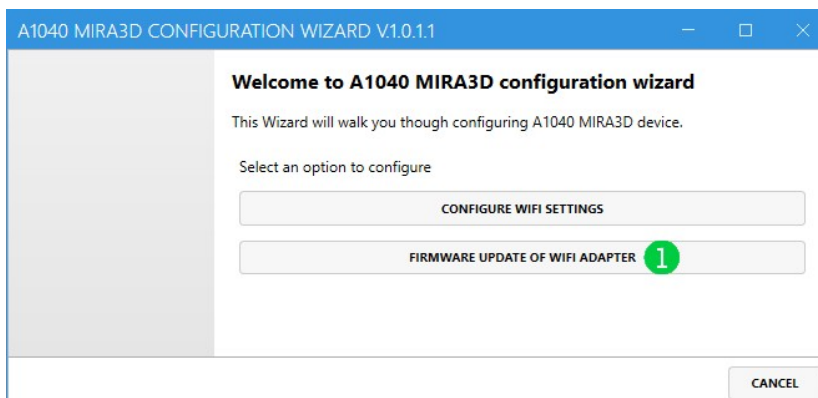 A1040 MIRA3D CONFIGURATION WIZARD V.1.0.1.1
Welcome to A1040 MIRA3D configuration wizard
This Wizard will walk you though configuring A1040 MIRA3D device.
Select an option to configure
CONFIGURE WIFI SETTINGS
FIRMWARE UPDATE OF WIFI ADAPTER 1
CANCEL